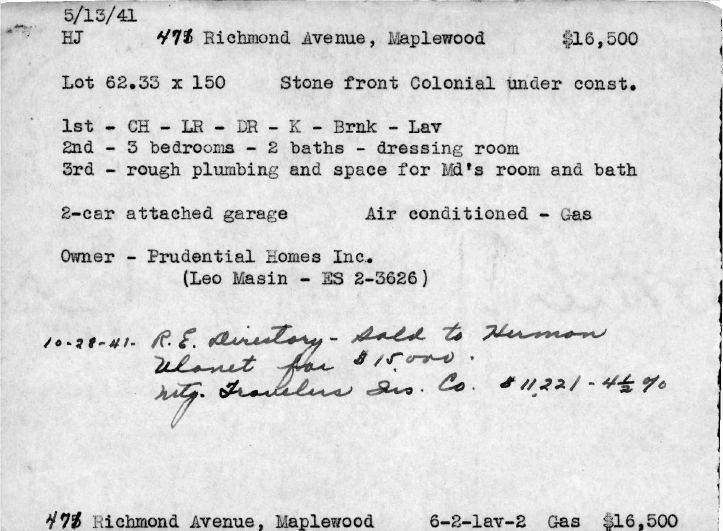 5/13/41
HJ 478 Richmond Avenue, Maplewood $16,500
Lot 62.33 x 150 Stone front Colonial under const.
1st - CH - LR - DR - K - Brnk - Lav
2nd - 3 bedrooms - 2 baths - dressing room
3rd - rough plumbing and space for Md's room and bath
2-car attached garage Air conditioned - Gas
Owner - Prudential Homes Inc.
(Leo Masin - ES 2-3626)
10-28-41- R.E. Directory - Sold to Herman
for $15,000.
Mtg. Travelers Ins. Co. $11,221 - 4½ %
478 Richmond Avenue, Maplewood 6-2-lav-2 Gas $16,500